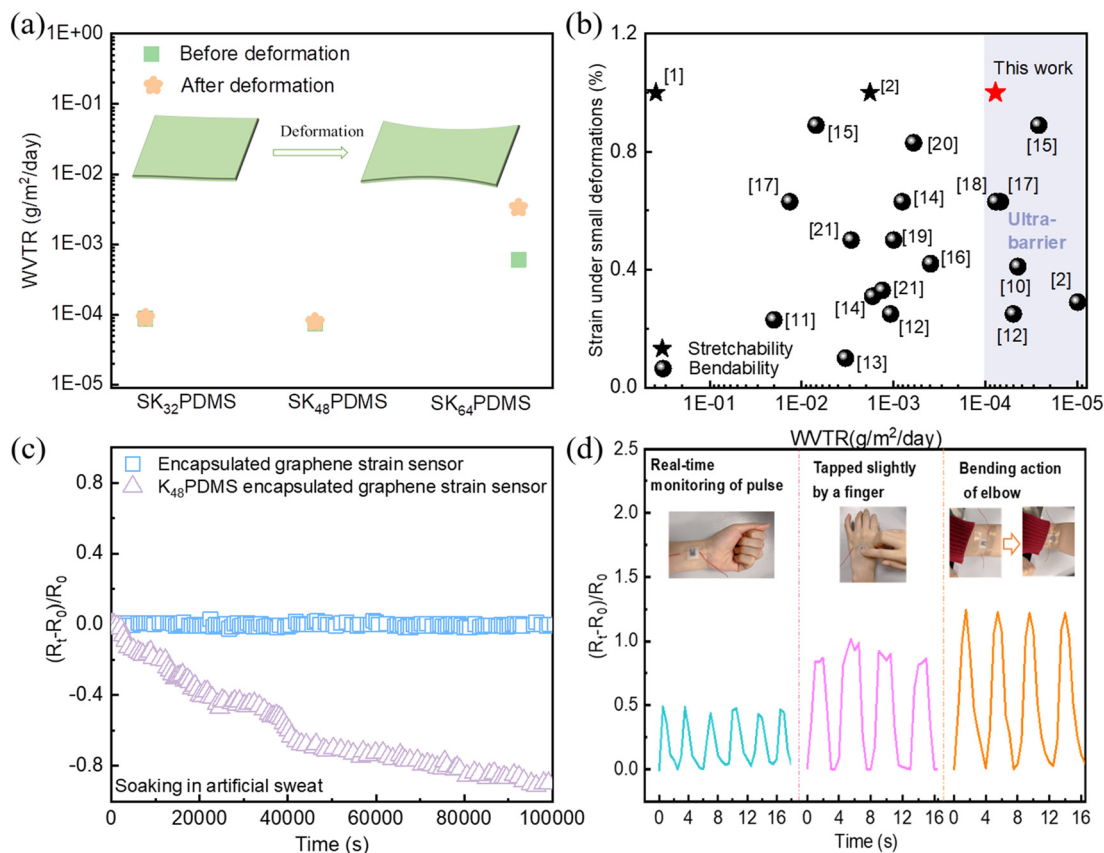 (a)
1E+00
1E-01
1E-02
1E-03
1E-04
1E-05
WVTR (g/m²/day)
Before deformation
After deformation
Deformation
SK₃₂PDMS
SK₄₈PDMS
SK₆₄PDMS
(b)
1.2
0.8
0.4
0.0
Strain under small deformations (%)
[1]
[2]
This work
[15]
[20]
[15]
[17]
[14]
[18]
[17]
[21]
[19]
Ultra-
barrier
[16]
[10]
[2]
[14]
[21]
[11]
[12]
[12]
[13]
Stretchability
Bendability
1E-01
1E-02
1E-03
1E-04
1E-05
WVTR(g/m²/day)
(c)
Encapsulated graphene strain sensor
K₄₈PDMS encapsulated graphene strain sensor
0.8
0.4
0.0
-0.4
-0.8
(Rₜ-R₀)/R₀
Soaking in artificial sweat
0
20000
40000
60000
80000
100000
Time (s)
(d)
2.5
2.0
1.5
1.0
0.5
0.0
(Rₜ-R₀)/R₀
Real-time
monitoring of pulse
Tapped slightly
by a finger
Bending action
of elbow
0 4 8 12 16
0 4 8 12 16
0 4 8 12 16
Time (s)